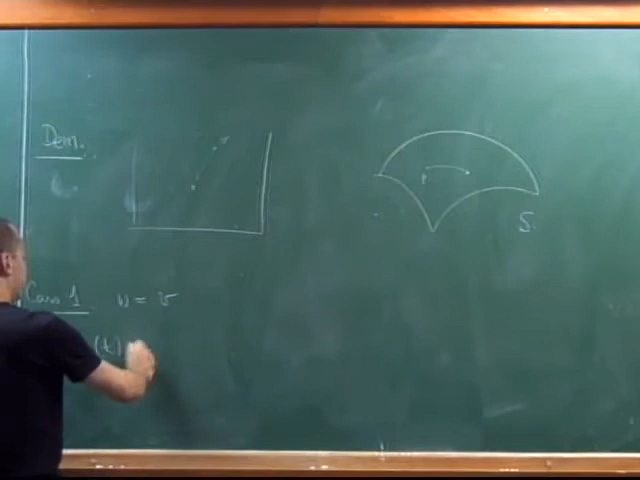 Dem.
v
p
S.
Caso 1 w = v
(t)